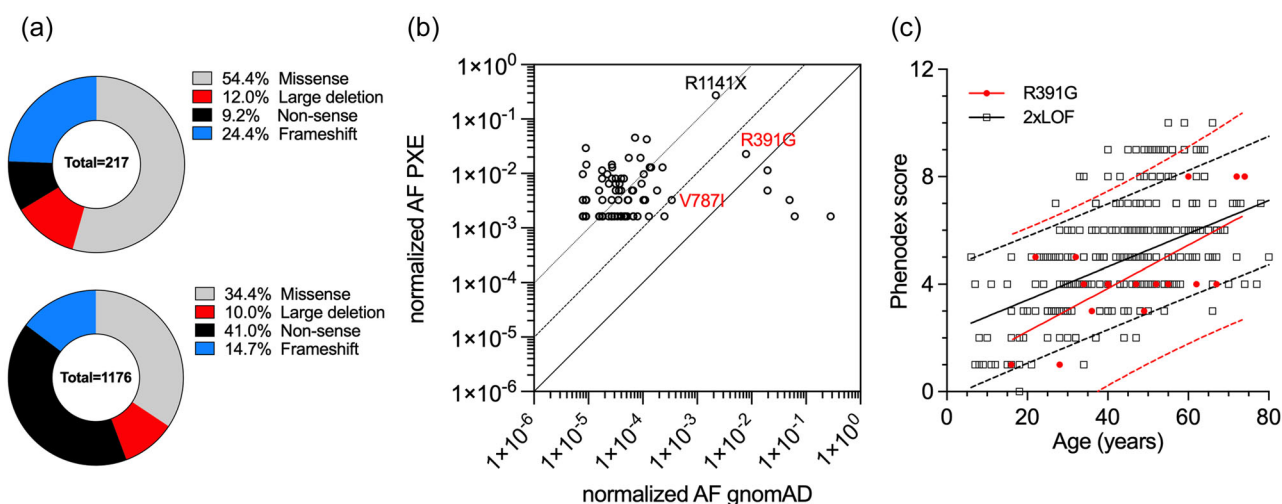 (a)
54.4% Missense
12.0% Large deletion
9.2% Non-sense
24.4% Frameshift
Total=217
34.4% Missense
10.0% Large deletion
41.0% Non-sense
14.7% Frameshift
Total=1176
(b)
normalized AF PXE
1×10^0
1×10^-1
1×10^-2
1×10^-3
1×10^-4
1×10^-5
1×10^-6
R1141X
R391G
V787I
1×10^-6
1×10^-5
1×10^-4
1×10^-3
1×10^-2
1×10^-1
1×10^0
normalized AF gnomAD
(c)
Phenodex score
12
8
4
0
R391G
2xLOF
0 20 40 60 80
Age (years)